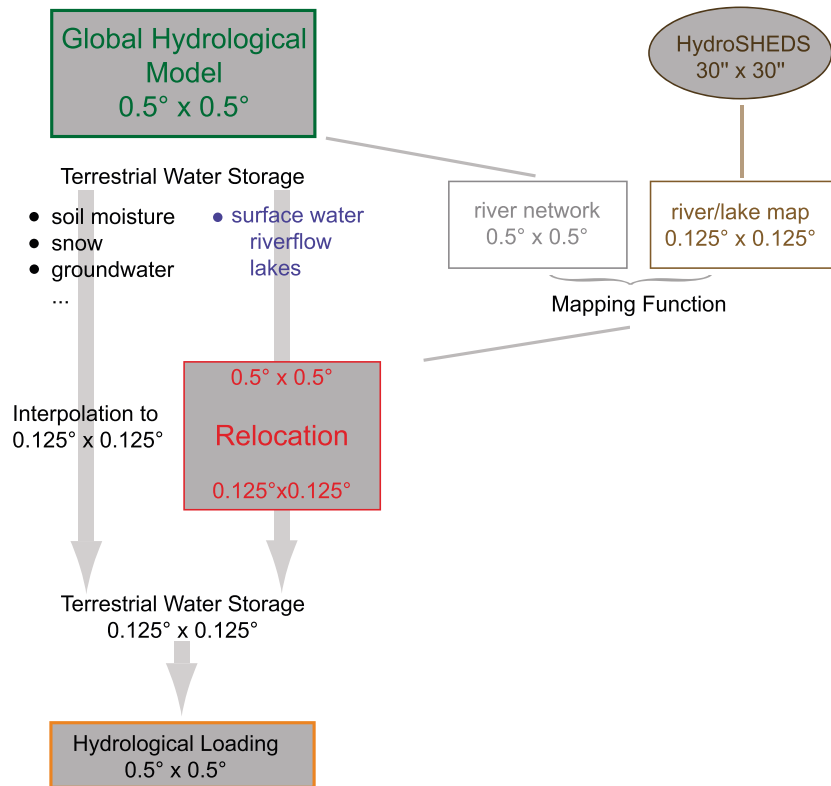 Global Hydrological
Model
0.5° x 0.5°
HydroSHEDS
30" x 30"
Terrestrial Water Storage
● soil moisture
● snow
● groundwater
...
● surface water
riverflow
lakes
river network
0.5° x 0.5°
river/lake map
0.125° x 0.125°
Mapping Function
0.5° x 0.5°
Relocation
0.125°x0.125°
Interpolation to
0.125° x 0.125°
Terrestrial Water Storage
0.125° x 0.125°
Hydrological Loading
0.5° x 0.5°